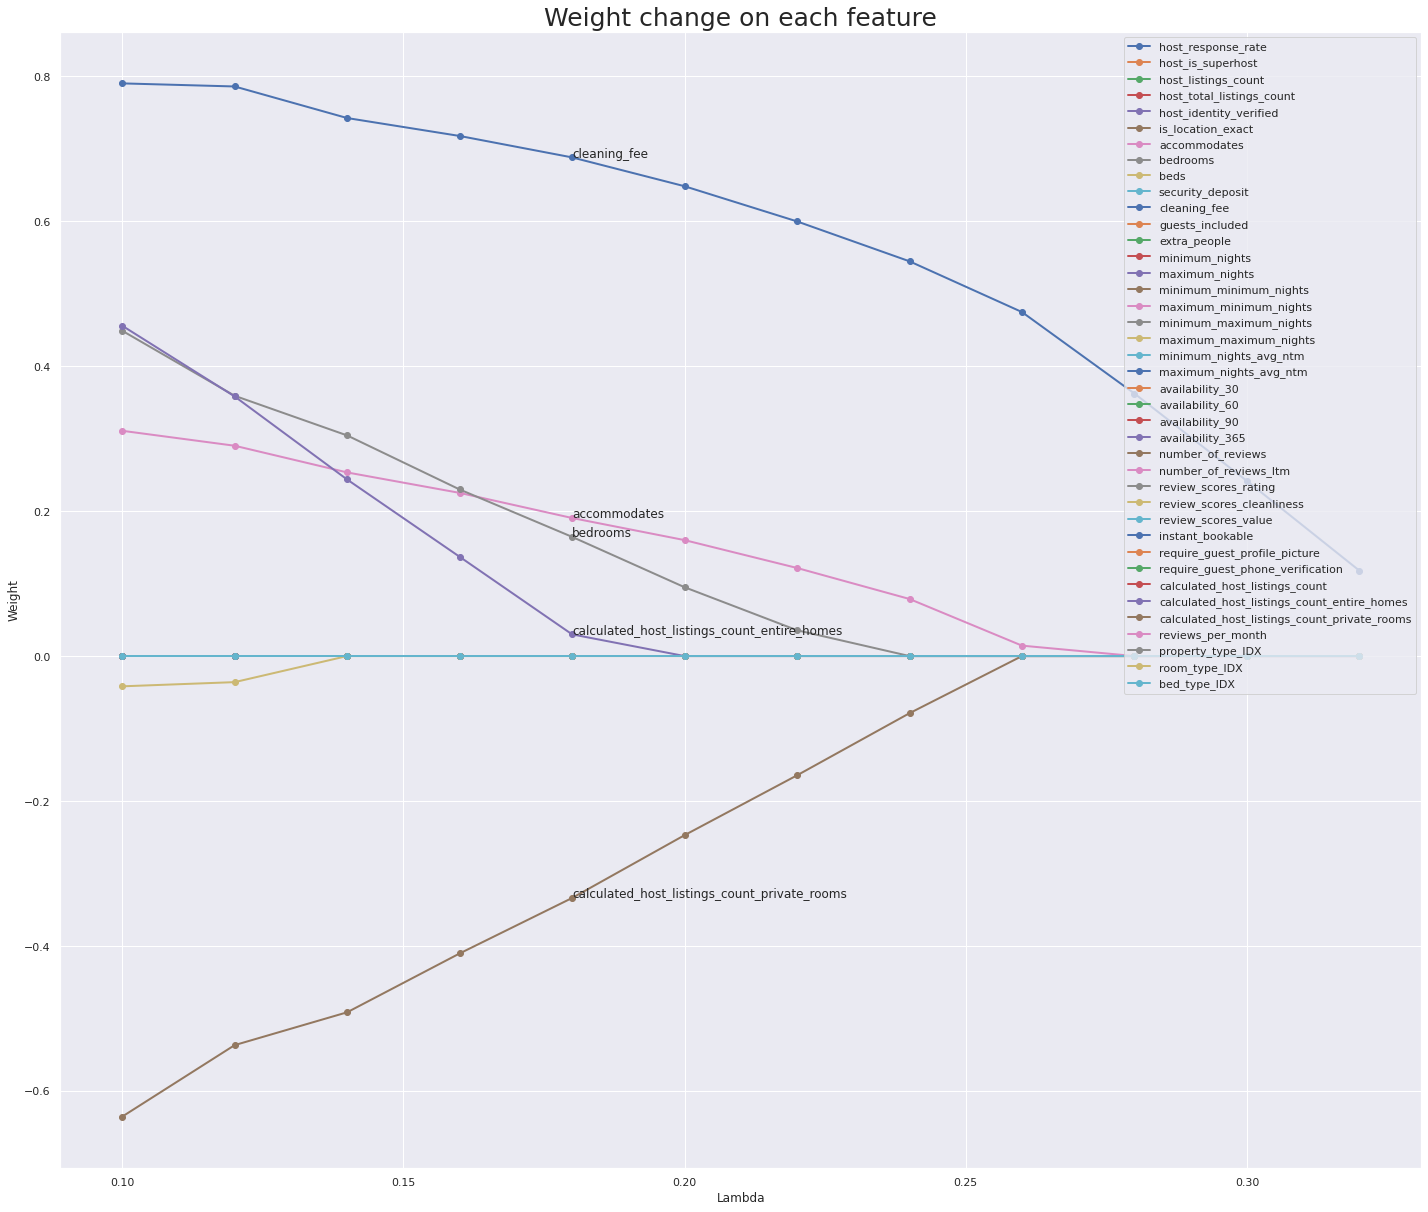 Weight change on each feature
host_response_rate
host_is_superhost
host_listings_count
host_total_listings_count
host_identity_verified
is_location_exact
accommodates
bedrooms
beds
security_deposit
cleaning_fee
guests_included
extra_people
minimum_nights
maximum_nights
minimum_minimum_nights
maximum_minimum_nights
minimum_maximum_nights
maximum_maximum_nights
minimum_nights_avg_ntm
maximum_nights_avg_ntm
availability_30
availability_60
availability_90
availability_365
number_of_reviews
number_of_reviews_ltm
review_scores_rating
review_scores_cleanliness
review_scores_value
instant_bookable
require_guest_profile_picture
require_guest_phone_verification
calculated_host_listings_count
calculated_host_listings_count_entire_homes
calculated_host_listings_count_private_rooms
reviews_per_month
property_type_IDX
room_type_IDX
bed_type_IDX
cleaning_fee
accommodates
bedrooms
calculated_host_listings_count_entire_homes
calculated_host_listings_count_private_rooms
Weight
0.8
0.6
0.4
0.2
0.0
−0.2
−0.4
−0.6
0.10
0.15
0.20
0.25
0.30
Lambda